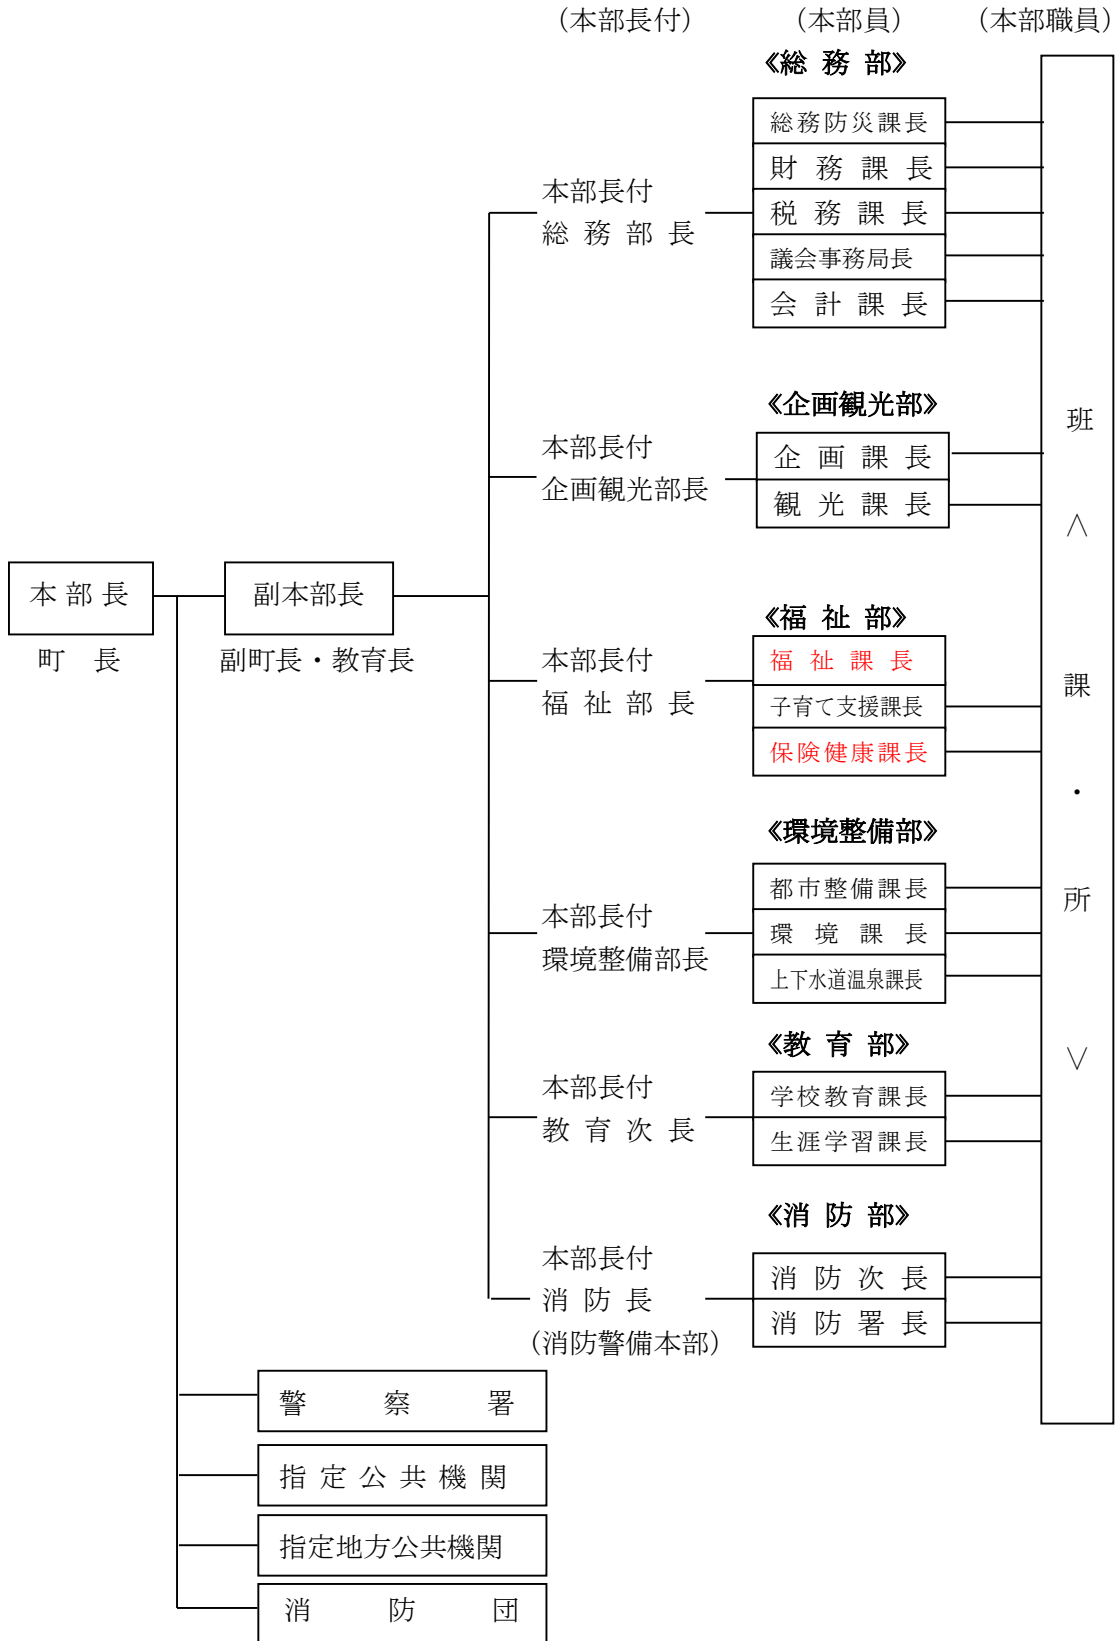 （本部長付）
（本部員）
（本部職員）
《総 務 部》
総務防災課長
財 務 課 長
本部長付
総 務 部 長
税 務 課 長
議会事務局長
会 計 課 長
《企画観光部》
本部長付
企画観光部長
企 画 課 長
観 光 課 長
本 部 長
町 長
副本部長
副町長・教育長
《福 祉 部》
本部長付
福 祉 部 長
福 祉 課 長
子育て支援課長
保険健康課長
《環境整備部》
本部長付
環境整備部長
都市整備課長
環 境 課 長
上下水道温泉課長
《教 育 部》
本部長付
教 育 次 長
学校教育課長
生涯学習課長
《消 防 部》
本部長付
消 防 長
（消防警備本部）
消 防 次 長
消 防 署 長
班＜課・所＞
警 察 署
指 定 公 共 機 関
指定地方公共機関
消 防 団